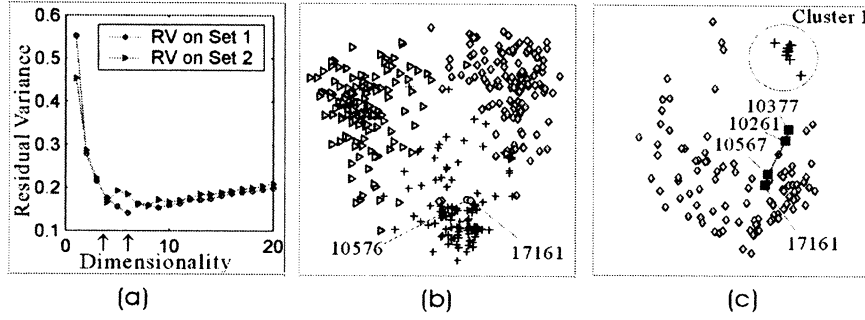 0.6
0.5
0.4
0.3
0.2
0.1
Residual Variance
RV on Set 1
RV on Set 2
0
10
20
Dimensionality
(a)
10576
17161
(b)
Cluster 1
10377
10261
10567
17161
(c)